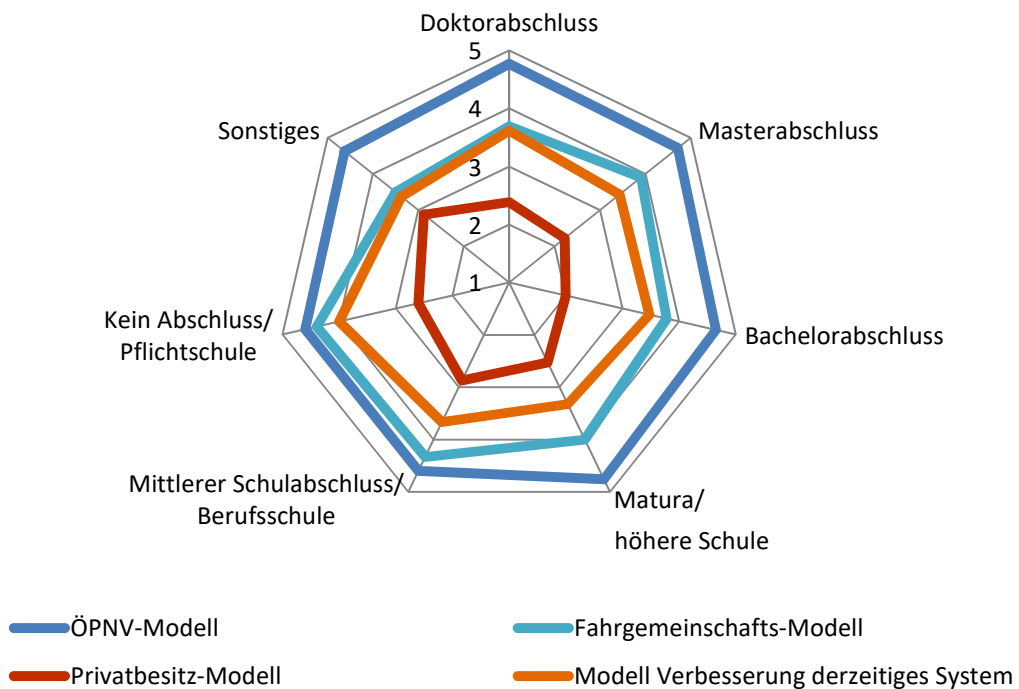 Doktorabschluss
5
4
3
2
1
Masterabschluss
Bachelorabschluss
Matura/
höhere Schule
Mittlerer Schulabschluss/
Berufsschule
Kein Abschluss/
Pflichtschule
Sonstiges
ÖPNV-Modell
Fahrgemeinschafts-Modell
Privatbesitz-Modell
Modell Verbesserung derzeitiges System